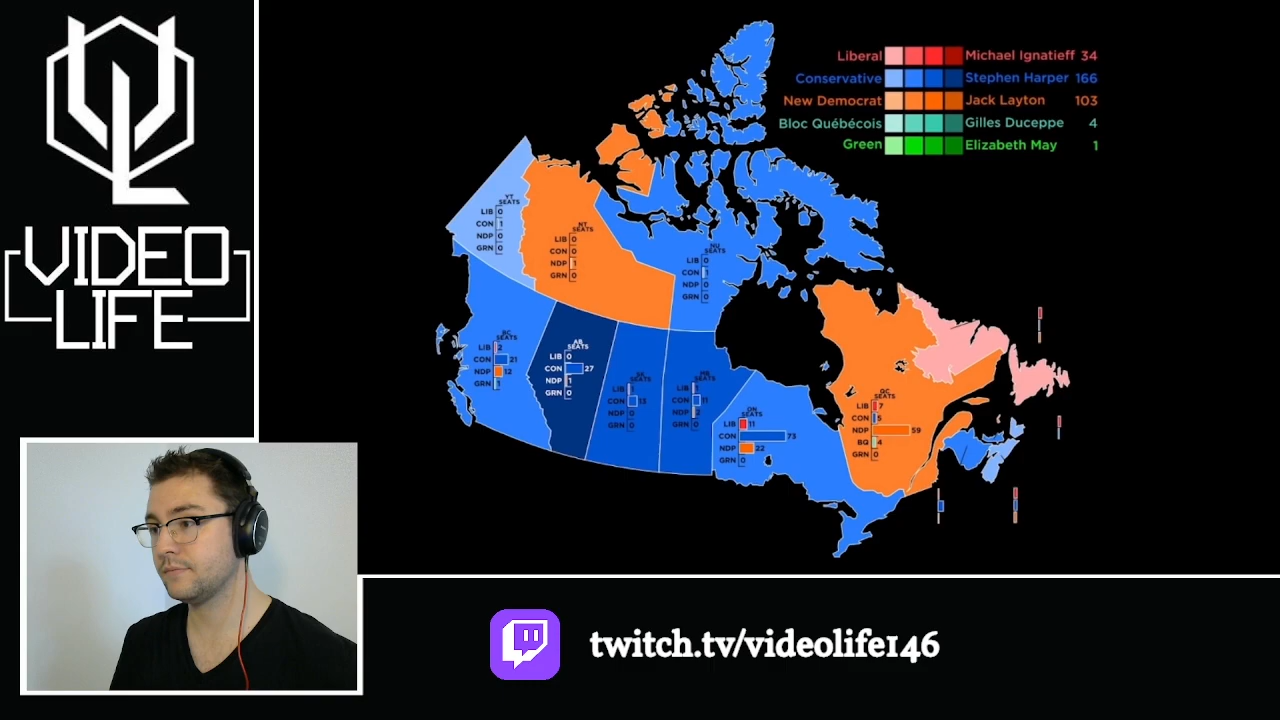 VIDEO
LIFE
Liberal Michael Ignatieff 34
Conservative Stephen Harper 166
New Democrat Jack Layton 103
Bloc Québécois Gilles Duceppe 4
Green Elizabeth May 1
YT
SEATS
LIB 0
CON 1
NDP 0
GRN 0
NT
SEATS
LIB 0
CON 0
NDP 1
GRN 0
NU
SEATS
LIB 0
CON 1
NDP 0
GRN 0
BC
SEATS
LIB 2
CON 21
NDP 12
GRN 1
AB
SEATS
LIB 0
CON 27
NDP 1
GRN 0
SK
SEATS
LIB 1
CON 13
NDP 0
GRN 0
MB
SEATS
LIB 1
CON 11
NDP 2
GRN 0
ON
SEATS
LIB 11
CON 73
NDP 22
GRN 0
QC
SEATS
LIB 7
CON 5
NDP 59
BQ 4
GRN 0
twitch.tv/videolife146